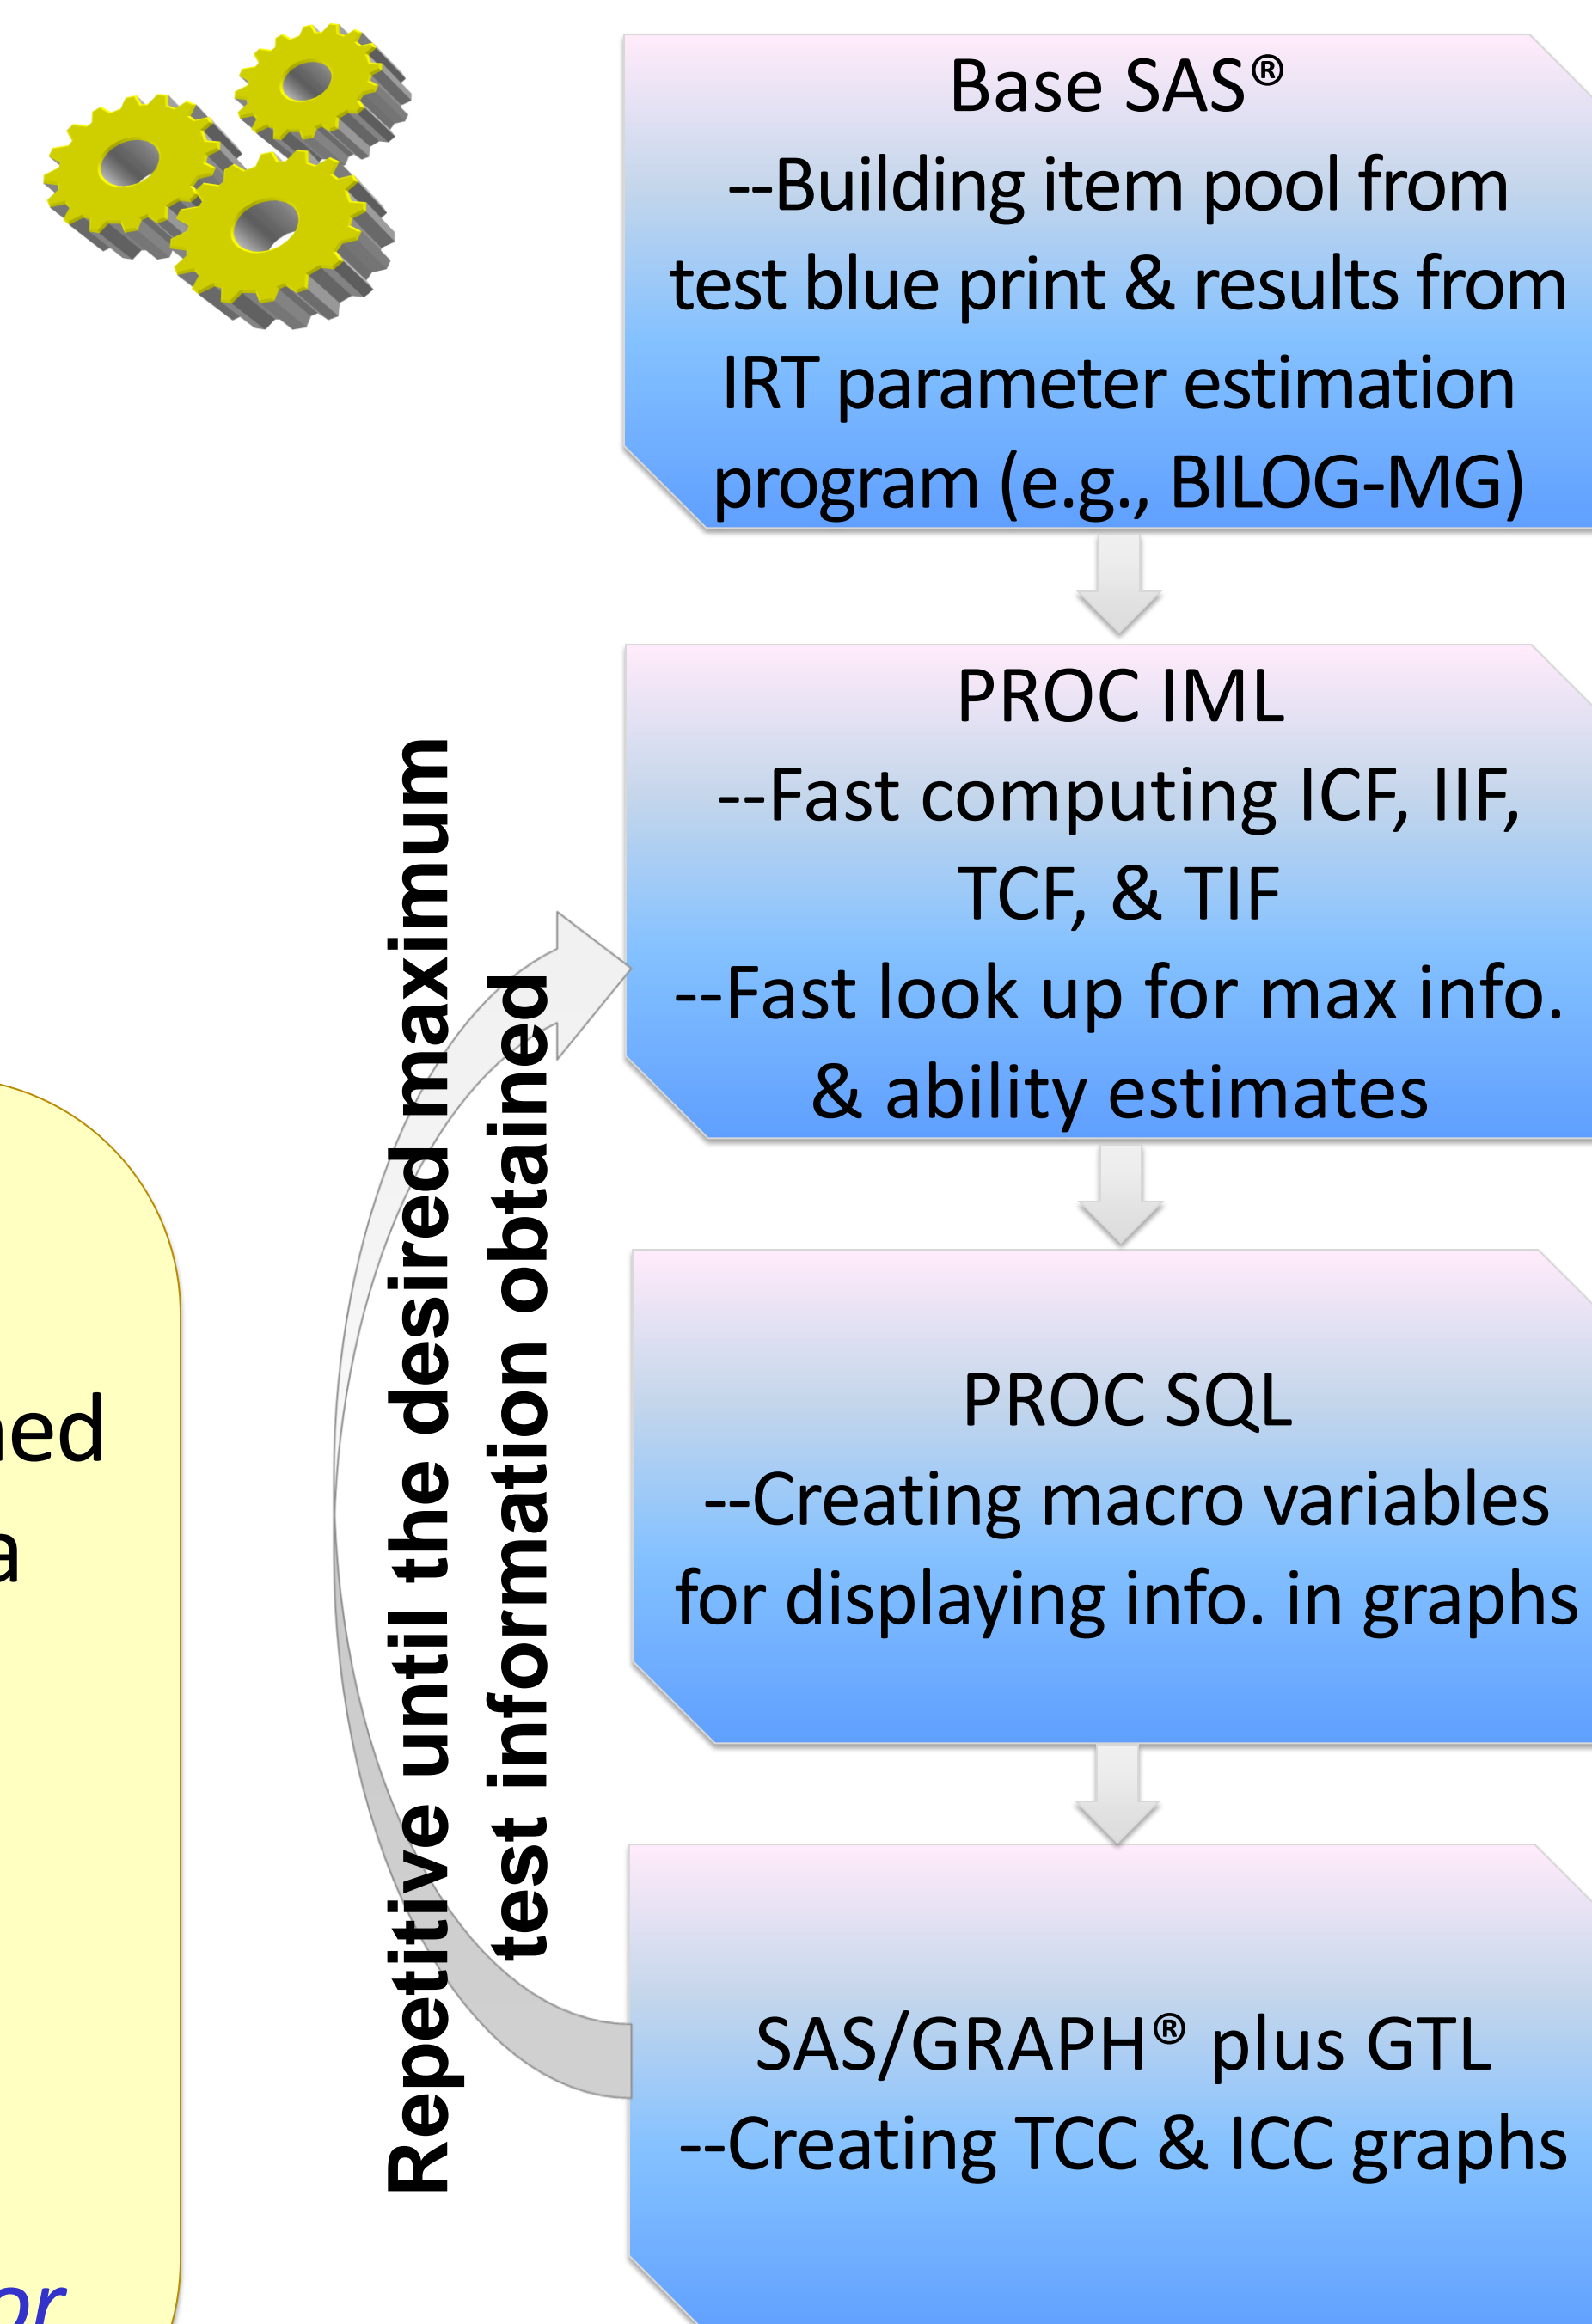 Base SAS®
--Building item pool from
test blue print & results from
IRT parameter estimation
program (e.g., BILOG-MG)
PROC IML
--Fast computing ICF, IIF,
TCF, & TIF
--Fast look up for max info.
& ability estimates
PROC SQL
--Creating macro variables
for displaying info. in graphs
SAS/GRAPH® plus GTL
--Creating TCC & ICC graphs
Repetitive until the desired maximum
test information obtained